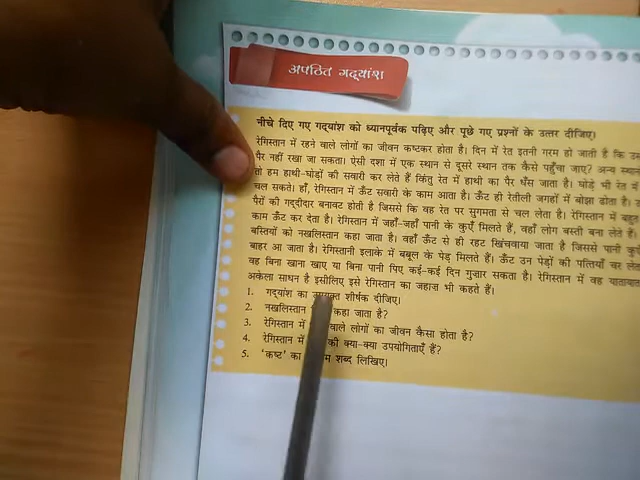 अपठित गद्यांश
नीचे दिए गए गद्यांश को ध्यानपूर्वक पढ़िए और पूछे गए प्रश्नों के उत्तर दीजिए।
रेगिस्तान में रहने वाले लोगों का जीवन कष्टकर होता है। दिन में रेत इतनी गरम हो जाती है कि उस
पैर नहीं रखा जा सकता। ऐसी दशा में एक स्थान से दूसरे स्थान तक कैसे पहुँचा जाए? अन्य स्थान
तो हम हाथी-घोड़ों की सवारी कर लेते हैं किंतु रेत में हाथी का पैर धँस जाता है। घोड़े भी रेत में
चल सकते। हाँ, रेगिस्तान में ऊँट सवारी के काम आता है। ऊँट ही रेतीली जगहों में बोझा ढोता है।
पैरों की गद्दीदार बनावट होती है जिससे कि वह रेत पर सुगमता से चल लेता है। रेगिस्तान में बहुत
काम ऊँट कर देता है। रेगिस्तान में जहाँ-जहाँ पानी के कुएँ मिलते हैं, वहाँ लोग बस्ती बना लेते हैं।
बस्तियों को नखलिस्तान कहा जाता है। वहाँ ऊँट से ही रहट खिंचवाया जाता है जिससे पानी कुएँ
बाहर आ जाता है। रेगिस्तानी इलाके में बबूल के पेड़ मिलते हैं। ऊँट उन पेड़ों की पत्तियाँ चर लेता
वह बिना खाना खाए या बिना पानी पिए कई-कई दिन गुज़ार सकता है। रेगिस्तान में वह यातायात
अकेला साधन है इसीलिए इसे रेगिस्तान का जहाज़ भी कहते हैं।
1. गद्यांश का उपयुक्त शीर्षक दीजिए।
2. नखलिस्तान कहा जाता है?
3. रेगिस्तान में वाले लोगों का जीवन कैसा होता है?
4. रेगिस्तान में की क्या-क्या उपयोगिताएँ हैं?
5. 'कष्ट' का शब्द लिखिए।